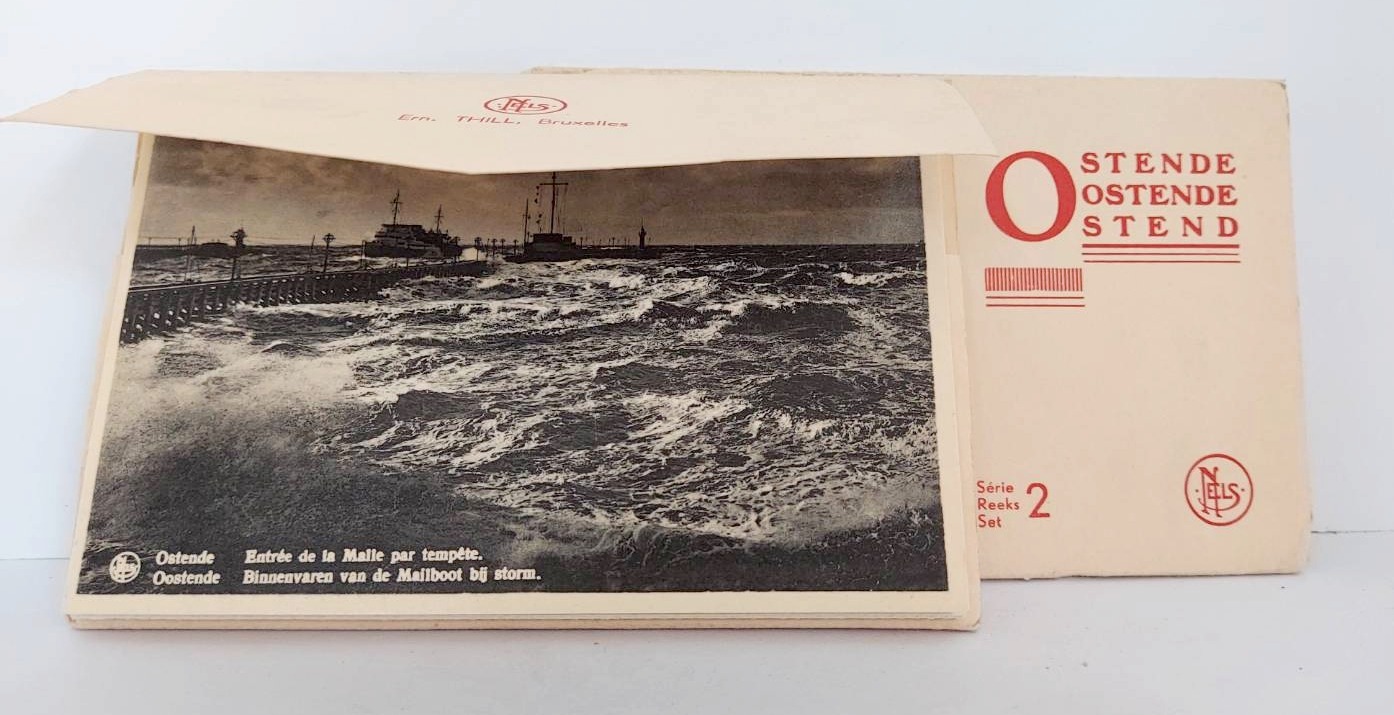 NELS
Ern. THILL, Bruxelles
OSTENDE
OOSTENDE
OSTEND
Série
Reeks 2
Set
NELS
NELS
Ostende Entrée de la Malle par tempête.
Oostende Binnenvaren van de Mailboot bij storm.